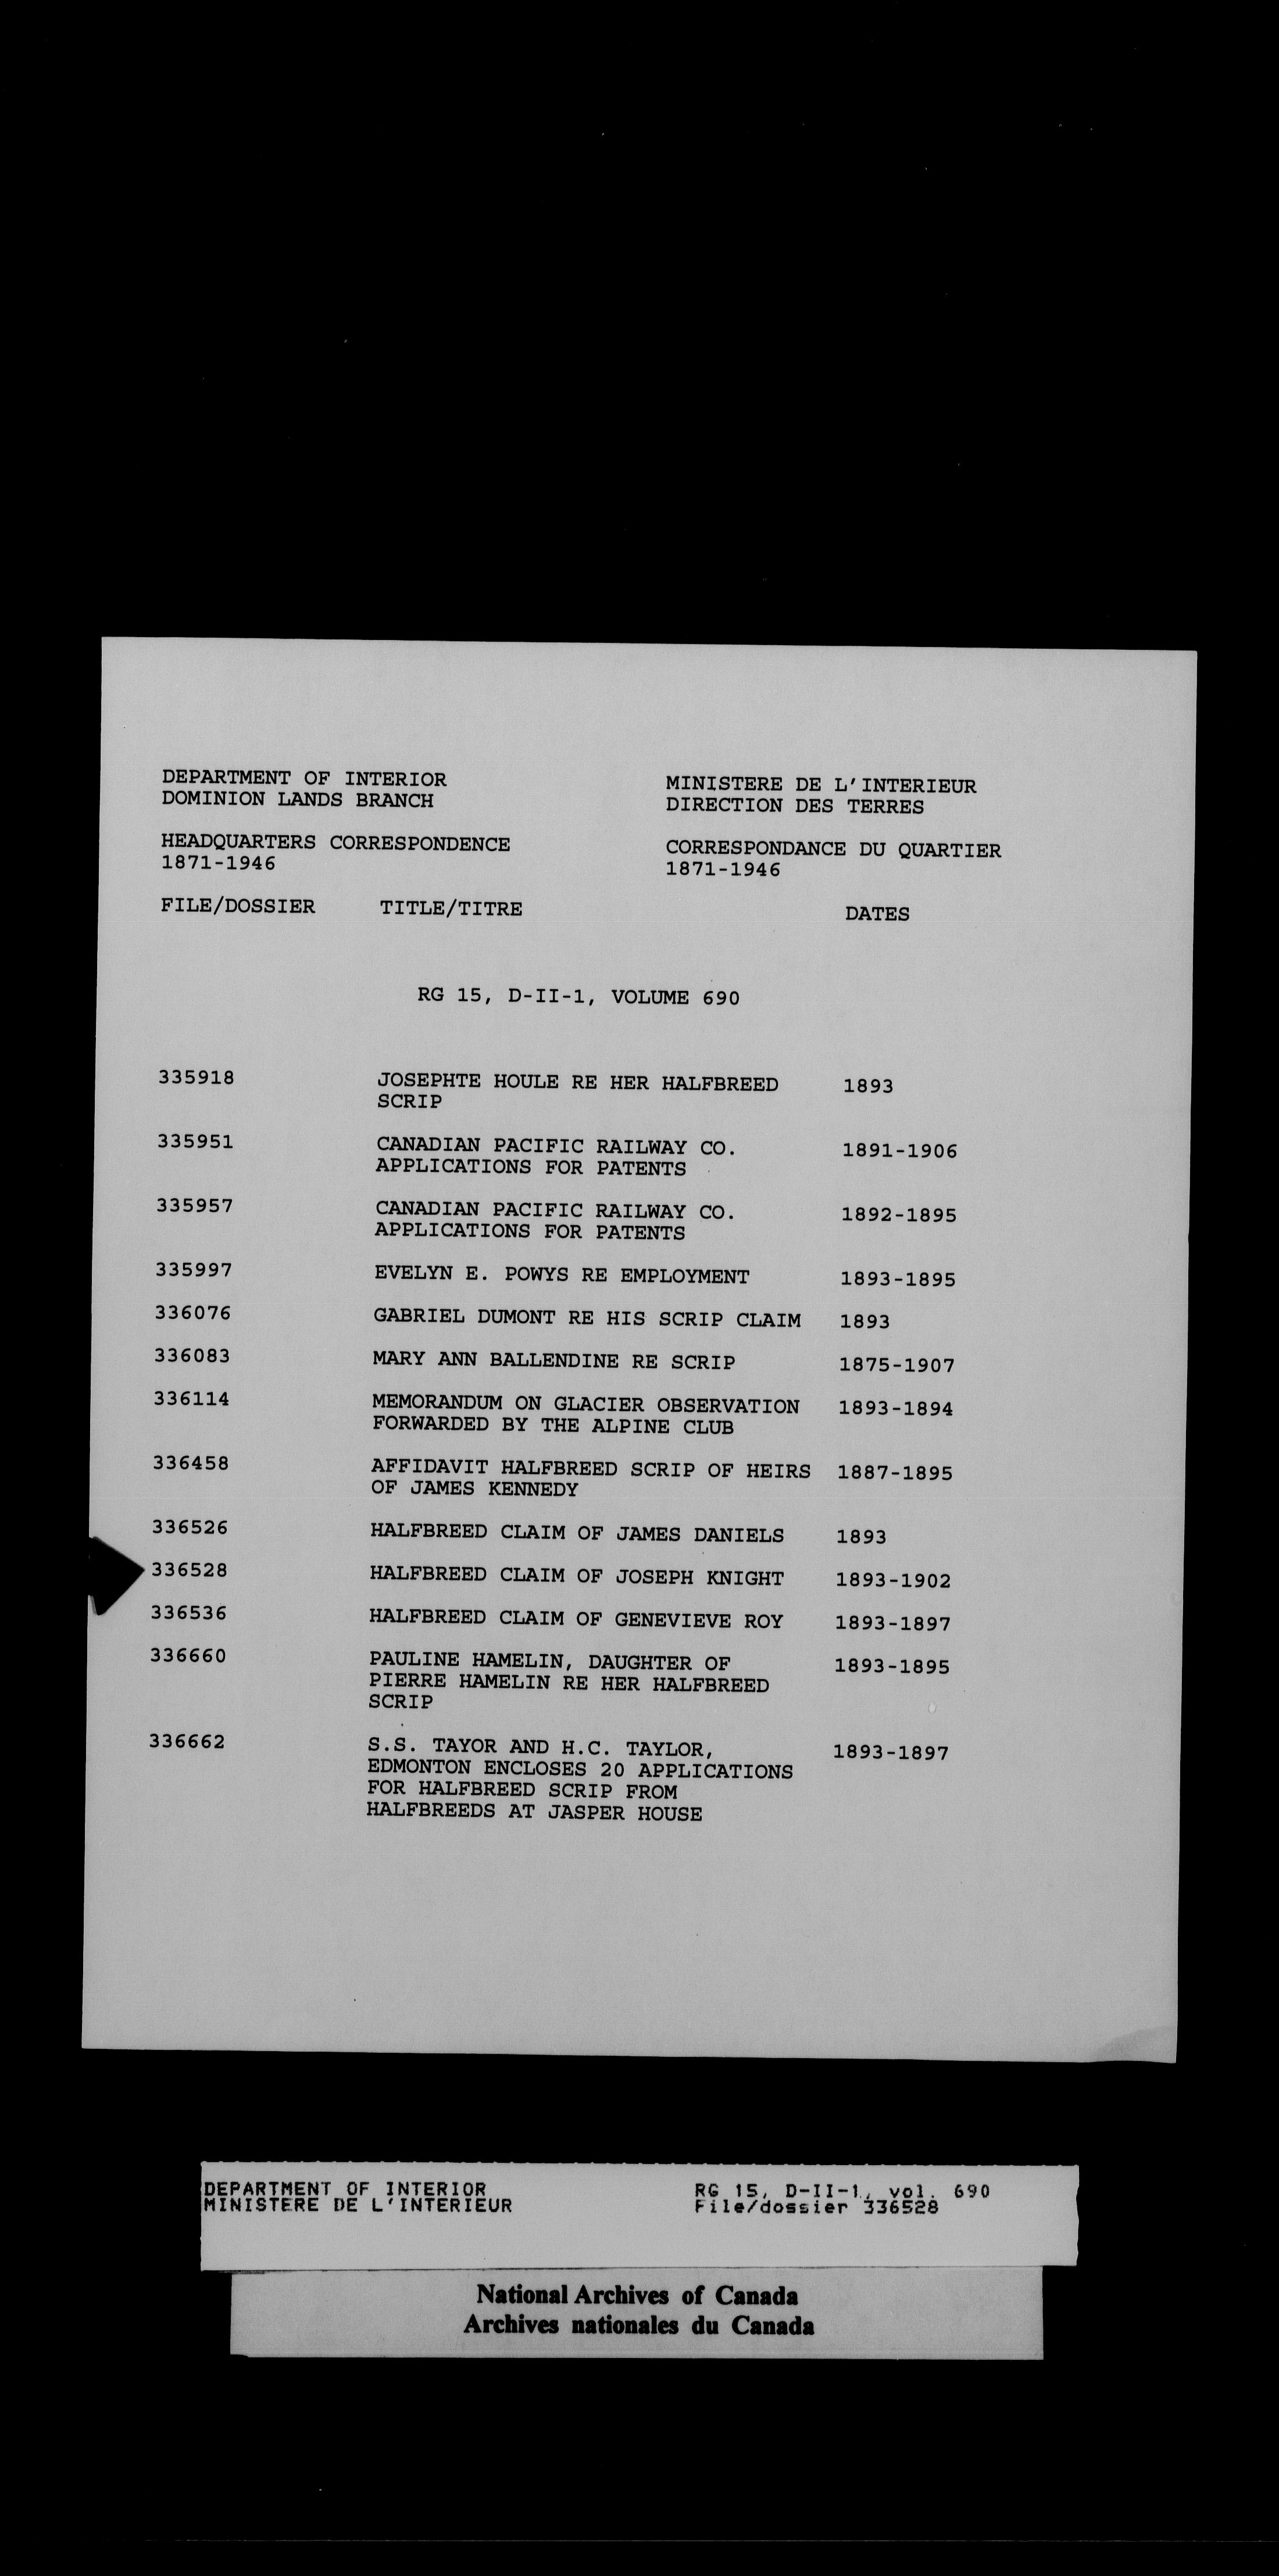 DEPARTMENT OF INTERIOR
DOMINION LANDS BRANCH
MINISTERE DE L'INTERIEUR
DIRECTION DES TERRES
HEADQUARTERS CORRESPONDENCE
1871-1946
CORRESPONDANCE DU QUARTIER
1871-1946
FILE/DOSSIER TITLE/TITRE DATES
RG 15, D-II-1, VOLUME 690
335918 JOSEPHTE HOULE RE HER HALFBREED 1893
SCRIP
335951 CANADIAN PACIFIC RAILWAY CO. 1891-1906
APPLICATIONS FOR PATENTS
335957 CANADIAN PACIFIC RAILWAY CO. 1892-1895
APPLICATIONS FOR PATENTS
335997 EVELYN E. POWYS RE EMPLOYMENT 1893-1895
336076 GABRIEL DUMONT RE HIS SCRIP CLAIM 1893
336083 MARY ANN BALLENDINE RE SCRIP 1875-1907
336114 MEMORANDUM ON GLACIER OBSERVATION 1893-1894
FORWARDED BY THE ALPINE CLUB
336458 AFFIDAVIT HALFBREED SCRIP OF HEIRS 1887-1895
OF JAMES KENNEDY
336526 HALFBREED CLAIM OF JAMES DANIELS 1893
336528 HALFBREED CLAIM OF JOSEPH KNIGHT 1893-1902
336536 HALFBREED CLAIM OF GENEVIEVE ROY 1893-1897
336660 PAULINE HAMELIN, DAUGHTER OF 1893-1895
PIERRE HAMELIN RE HER HALFBREED
SCRIP
336662 S.S. TAYOR AND H.C. TAYLOR, 1893-1897
EDMONTON ENCLOSES 20 APPLICATIONS
FOR HALFBREED SCRIP FROM
HALFBREEDS AT JASPER HOUSE
DEPARTMENT OF INTERIOR RG 15, D-II-1, vol. 690
MINISTERE DE L'INTERIEUR File/dossier 336528
National Archives of Canada
Archives nationales du Canada